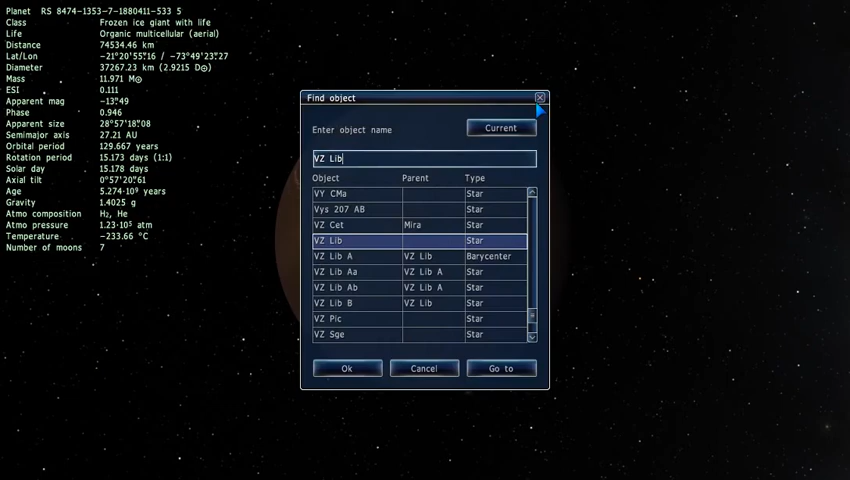 Planet RS 8474-1353-7-1880411-533 5
Class Frozen ice giant with life
Life Organic multicellular (aerial)
Distance 74534.46 km
Lat/Lon -21°20'55"16 / -73°49'23"27
Diameter 37267.23 km (2.9215 D⊙)
Mass 11.971 M⊙
ESI 0.111
Apparent mag -13"49
Phase 0.946
Apparent size 28°57'18"08
Semimajor axis 27.21 AU
Orbital period 129.667 years
Rotation period 15.173 days (1:1)
Solar day 15.178 days
Axial tilt 0°57'20"61
Age 5.274·10⁹ years
Gravity 1.4025 g
Atmo composition H₂, He
Atmo pressure 1.23·10⁵ atm
Temperature -233.66 °C
Number of moons 7
Find object
Enter object name Current
VZ Lib
Object Parent Type
VY CMa Star
Vys 207 AB Star
VZ Cet Mira Star
VZ Lib Star
VZ Lib A VZ Lib Barycenter
VZ Lib Aa VZ Lib A Star
VZ Lib Ab VZ Lib A Star
VZ Lib B VZ Lib Star
VZ Pic Star
VZ Sge Star
Ok Cancel Go to